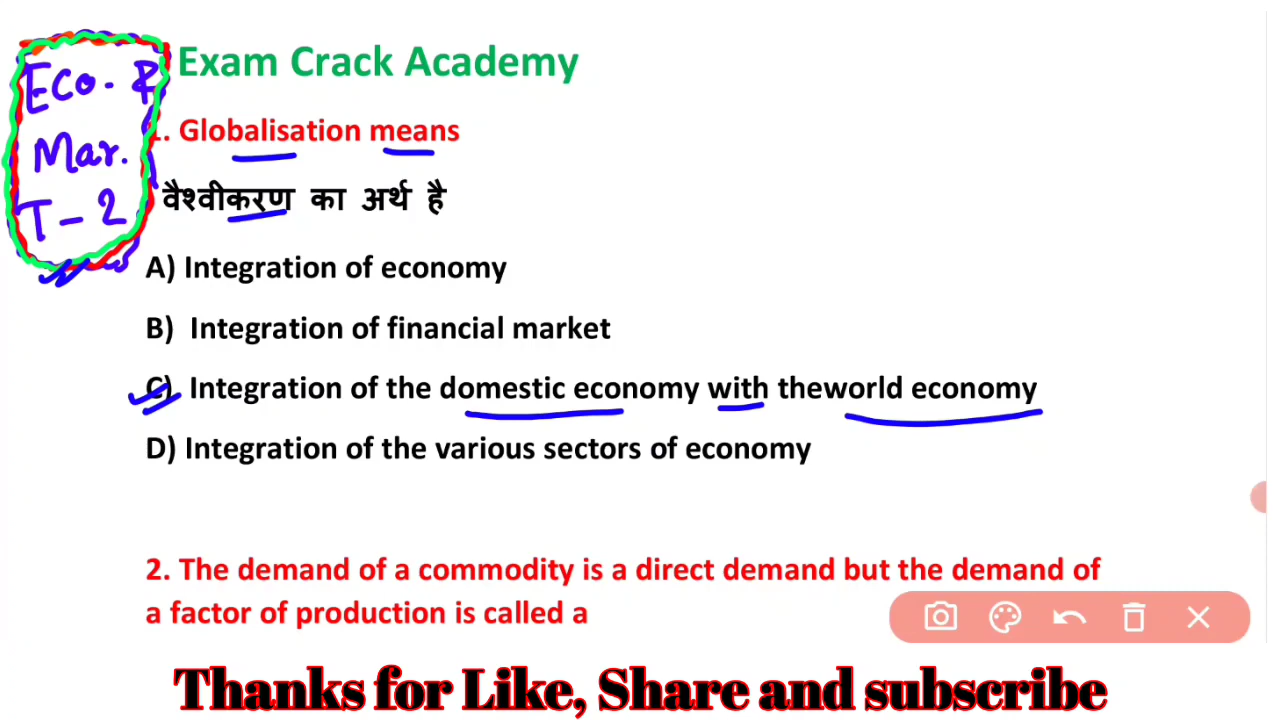 Exam Crack Academy
Eco. &
Mar.
T-2
1. Globalisation means
वैश्वीकरण का अर्थ है
A) Integration of economy
B) Integration of financial market
C) Integration of the domestic economy with theworld economy
D) Integration of the various sectors of economy
2. The demand of a commodity is a direct demand but the demand of
a factor of production is called a
Thanks for Like, Share and subscribe